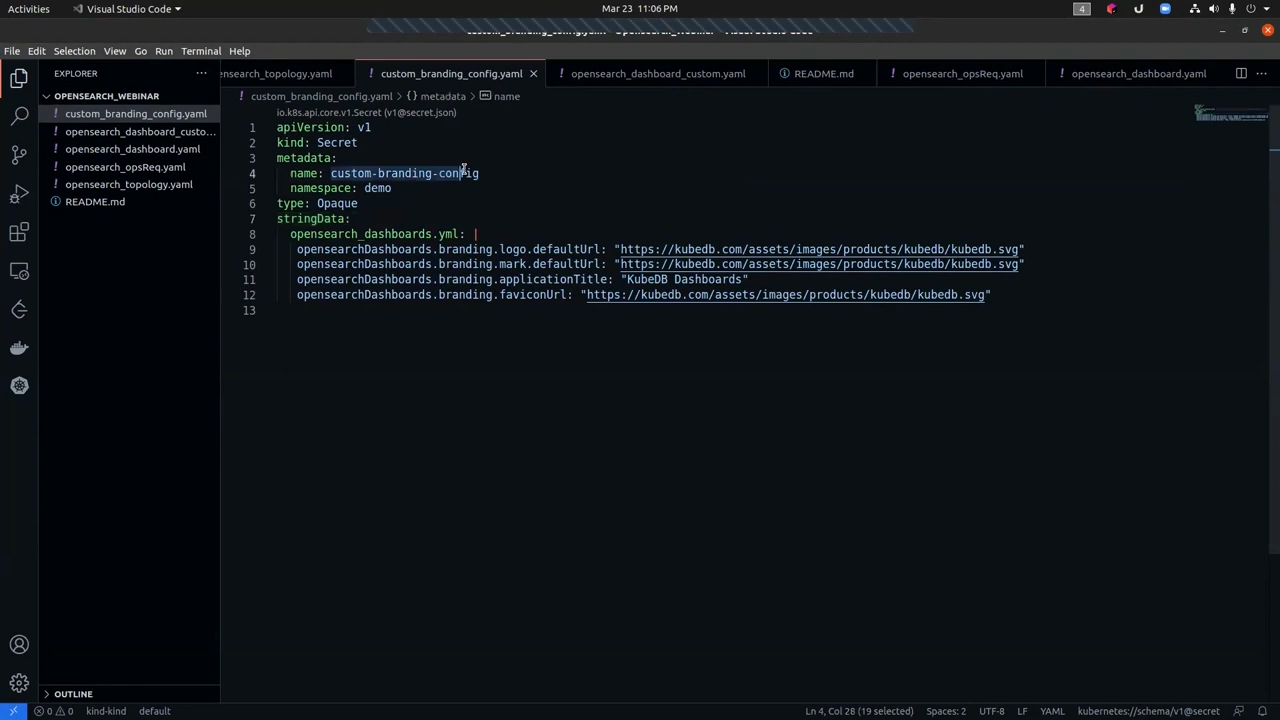 Activities
Visual Studio Code
Mar 23 11:06 PM
4
File Edit Selection View Go Run Terminal Help
EXPLORER
OPENSEARCH_WEBINAR
custom_branding_config.yaml
opensearch_dashboard_custo...
opensearch_dashboard.yaml
opensearch_opsReq.yaml
opensearch_topology.yaml
README.md
OUTLINE
ensearch_topology.yaml
custom_branding_config.yaml
opensearch_dashboard_custom.yaml
README.md
opensearch_opsReq.yaml
opensearch_dashboard.yaml
custom_branding_config.yaml > {} metadata > name
io.k8s.api.core.v1.Secret (v1@secret.json)
1 apiVersion: v1
2 kind: Secret
3 metadata:
4 name: custom-branding-config
5 namespace: demo
6 type: Opaque
7 stringData:
8 opensearch_dashboards.yml: |
9 opensearchDashboards.branding.logo.defaultUrl: "https://kubedb.com/assets/images/products/kubedb/kubedb.svg"
10 opensearchDashboards.branding.mark.defaultUrl: "https://kubedb.com/assets/images/products/kubedb/kubedb.svg"
11 opensearchDashboards.branding.applicationTitle: "KubeDB Dashboards"
12 opensearchDashboards.branding.faviconUrl: "https://kubedb.com/assets/images/products/kubedb/kubedb.svg"
13
0 0 kind-kind default
Ln 4, Col 28 (19 selected) Spaces: 2 UTF-8 LF YAML kubernetes://schema/v1@secret